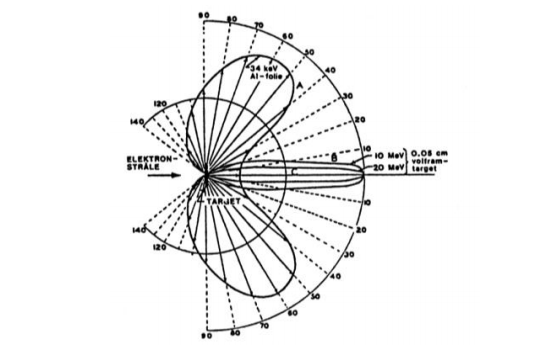 90
80
70
60
50
40
30
20
10
10
20
30
40
50
60
70
80
90
120
140
140
120
34 keV
Al-folie
A
B
C
10 MeV
20 MeV
0.05 cm
volfram-
target
ELEKTRON-
STRÅLE
TARJET